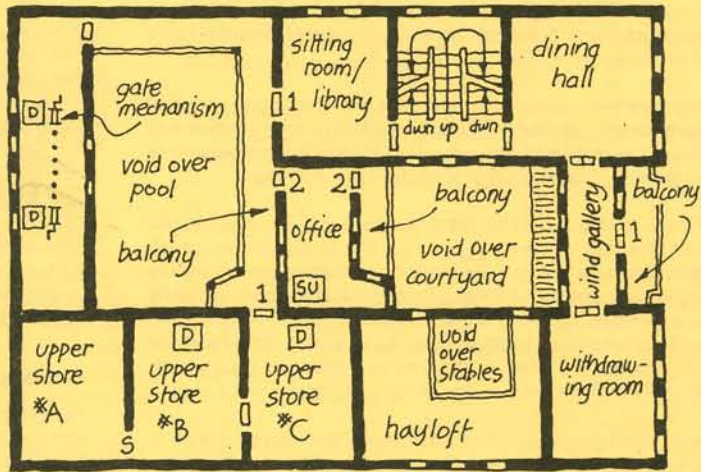 sitting
room/
library
dining
hall
dwn up dwn
D
gate
mechanism
1
void over
pool
2
2
office
balcony
balcony
void over
courtyard
wind gallery
balcony
1
D
balcony
SU
1
upper
store
*A
S
D
upper
store
*B
D
upper
store
*C
void
over
stables
hayloft
withdraw-
ing room